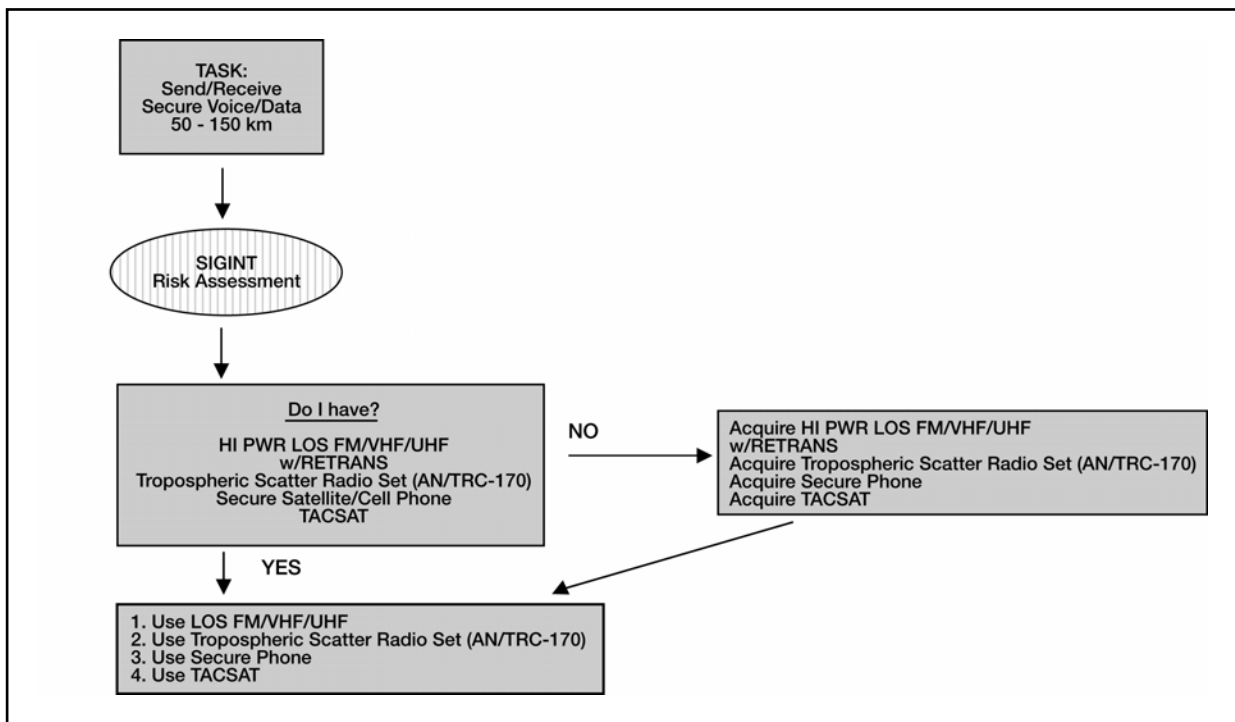 TASK:
Send/Receive
Secure Voice/Data
50 - 150 km
SIGINT
Risk Assessment
Do I have?
HI PWR LOS FM/VHF/UHF
w/RETRANS
Tropospheric Scatter Radio Set (AN/TRC-170)
Secure Satellite/Cell Phone
TACSAT
NO
Acquire HI PWR LOS FM/VHF/UHF
w/RETRANS
Acquire Tropospheric Scatter Radio Set (AN/TRC-170)
Acquire Secure Phone
Acquire TACSAT
YES
1. Use LOS FM/VHF/UHF
2. Use Tropospheric Scatter Radio Set (AN/TRC-170)
3. Use Secure Phone
4. Use TACSAT